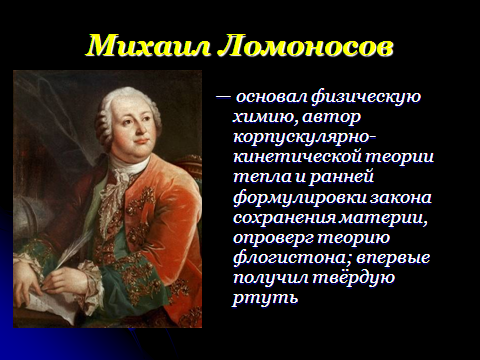 Михаил Ломоносов
— основал физическую
химию, автор
корпускулярно-
кинетической теории
тепла и ранней
формулировки закона
сохранения материи,
опроверг теорию
флогистона; впервые
получил твёрдую
ртуть